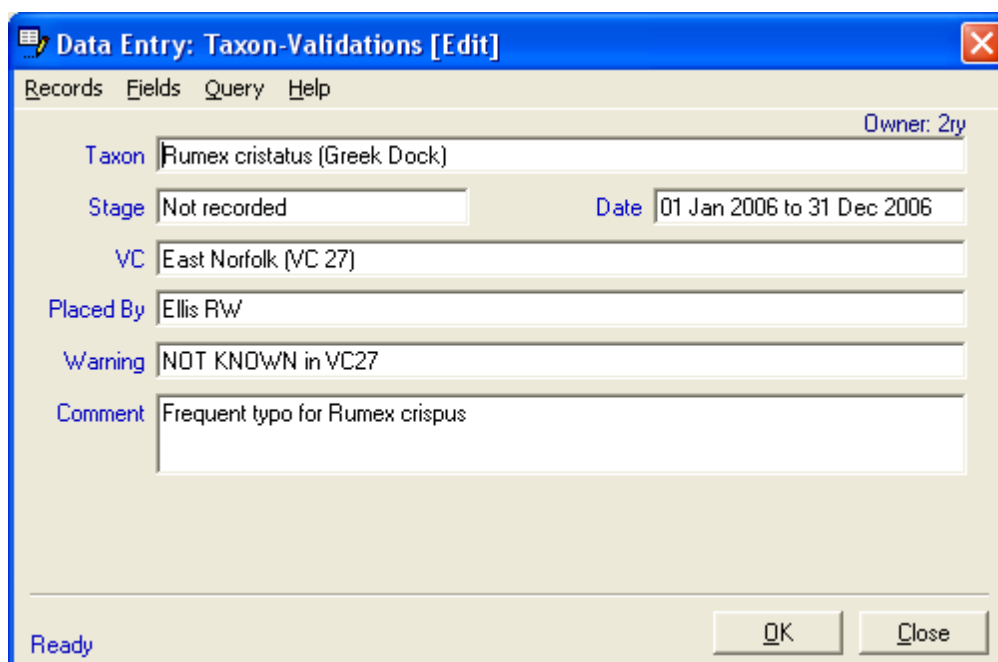 Data Entry: Taxon-Validations [Edit]
Records Fields Query Help
Owner: 2ry
Taxon Rumex cristatus (Greek Dock)
Stage Not recorded Date 01 Jan 2006 to 31 Dec 2006
VC East Norfolk (VC 27)
Placed By Ellis RW
Warning NOT KNOWN in VC27
Comment Frequent typo for Rumex crispus
Ready OK Close